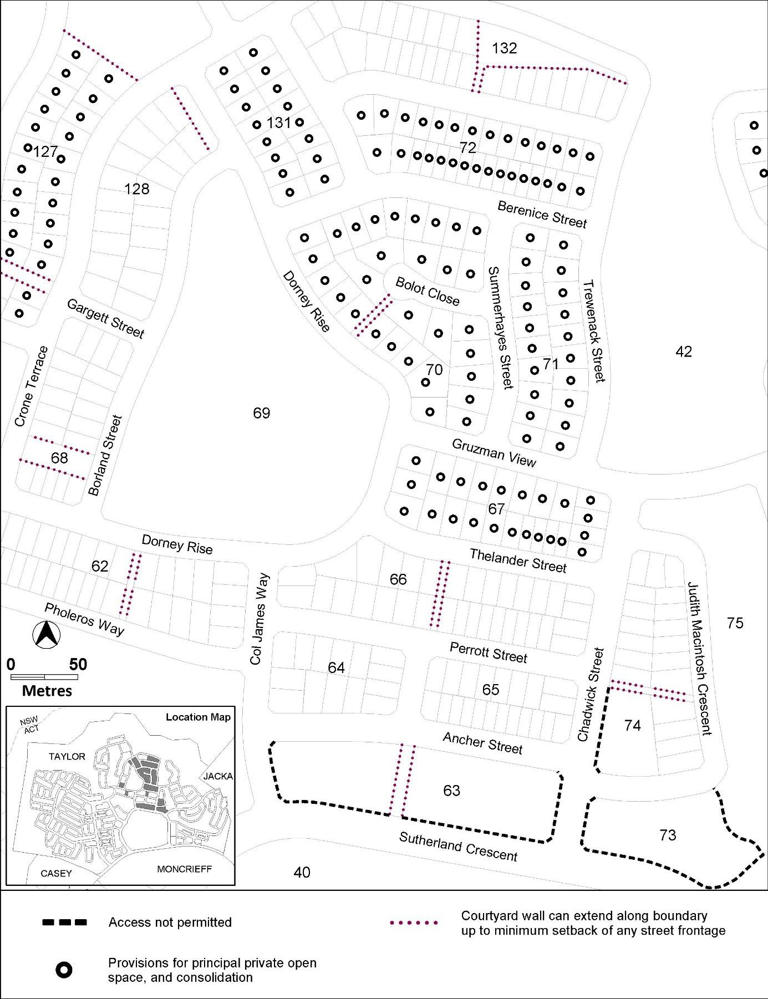 132
131
72
127
128
Berenice Street
Bolot Close
Dorney Rise
Summerhayes Street
Trewenack Street
Gargett Street
42
71
70
Crone Terrace
69
Borland Street
68
Gruzman View
67
Dorney Rise
Thelander Street
62
66
Col James Way
Judith Macintosh Crescent
Pholeros Way
75
Perrott Street
Chadwick Street
0 50
Metres
64
65
74
Ancher Street
63
Sutherland Crescent
73
40
Location Map
NSW
ACT
TAYLOR
JACKA
CASEY
MONCRIEFF
Access not permitted
Courtyard wall can extend along boundary
up to minimum setback of any street frontage
Provisions for principal private open
space, and consolidation